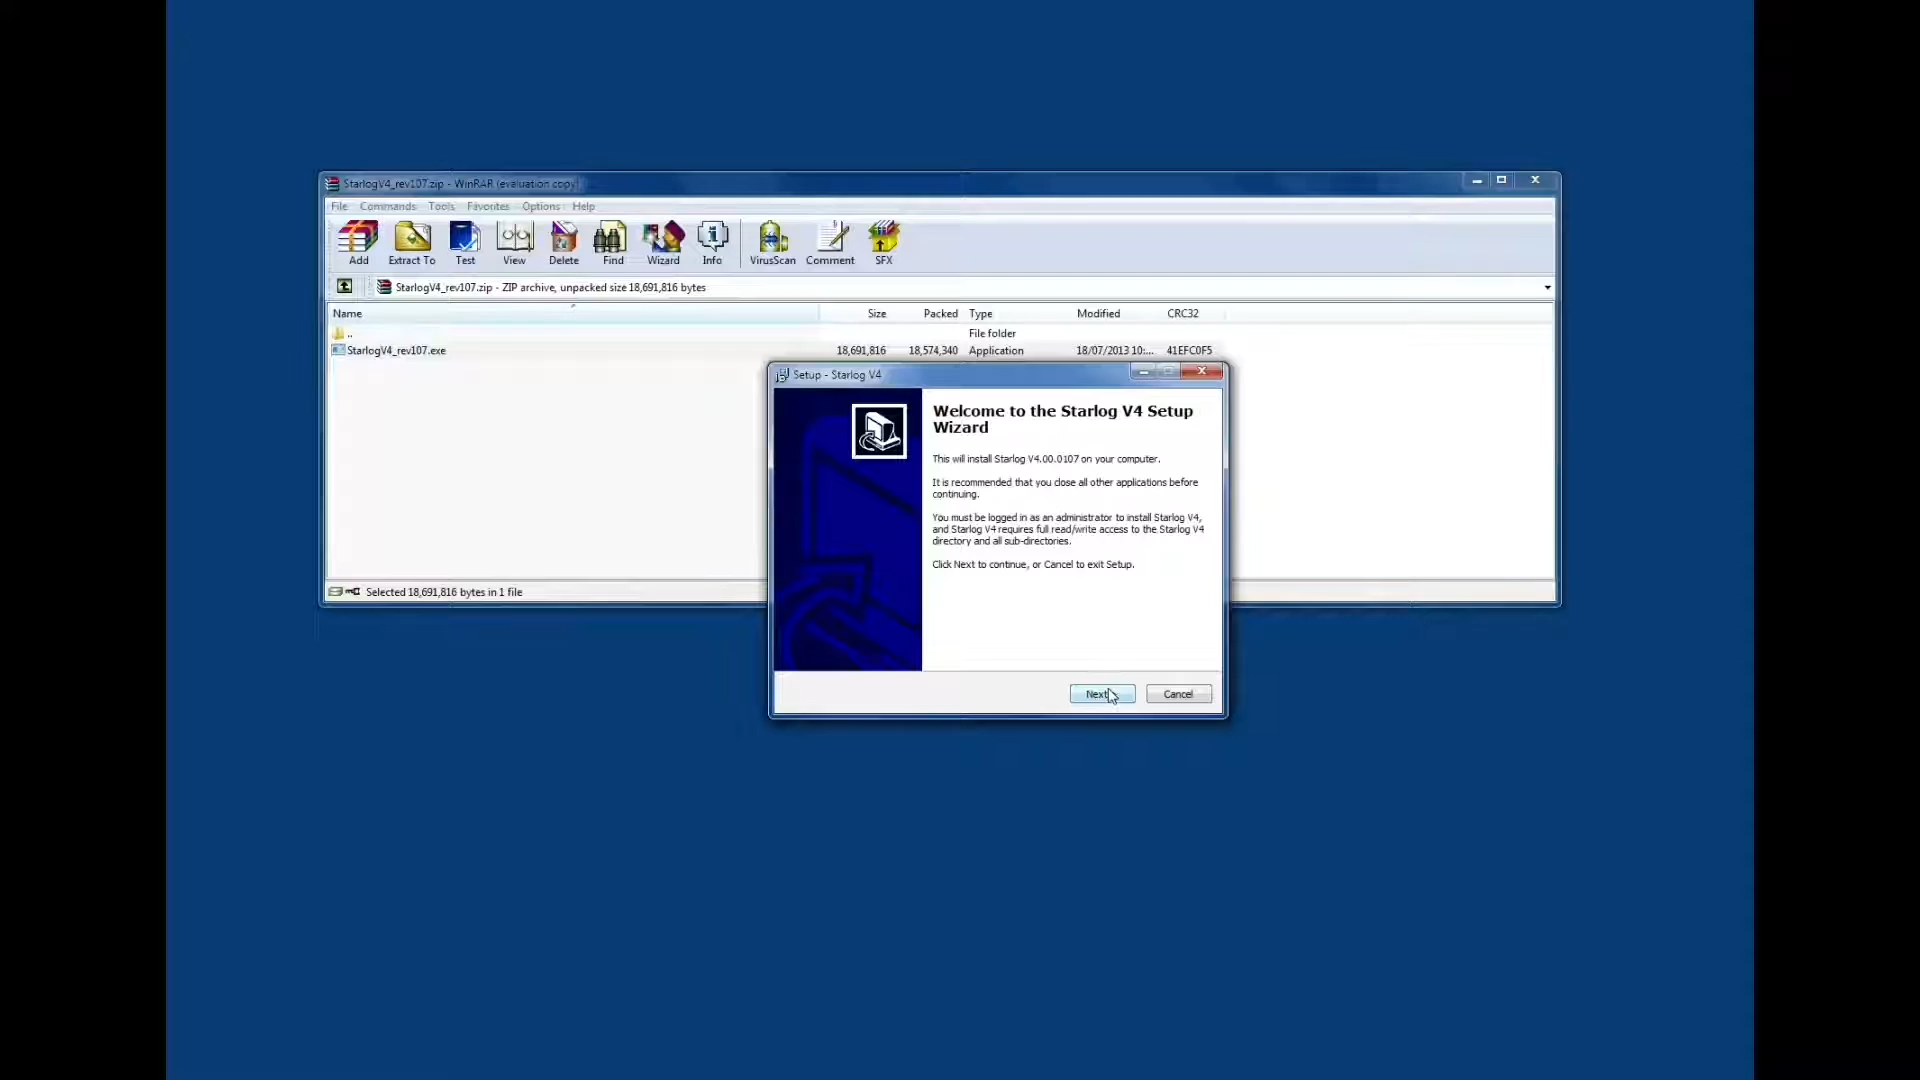 StarlogV4_rev107.zip - WinRAR (evaluation copy)
File Commands Tools Favorites Options Help
Add Extract To Test View Delete Find Wizard Info VirusScan Comment SFX
StarlogV4_rev107.zip - ZIP archive, unpacked size 18,691,816 bytes
Name Size Packed Type Modified CRC32
.. File folder
StarlogV4_rev107.exe 18,691,816 18,574,340 Application 18/07/2013 10:... 41EFC0F5
Setup - Starlog V4
Welcome to the Starlog V4 Setup
Wizard
This will install Starlog V4.00.0107 on your computer.
It is recommended that you close all other applications before
continuing.
You must be logged in as an administrator to install Starlog V4,
and Starlog V4 requires full read/write access to the Starlog V4
directory and all sub-directories.
Click Next to continue, or Cancel to exit Setup.
Next Cancel
Selected 18,691,816 bytes in 1 file